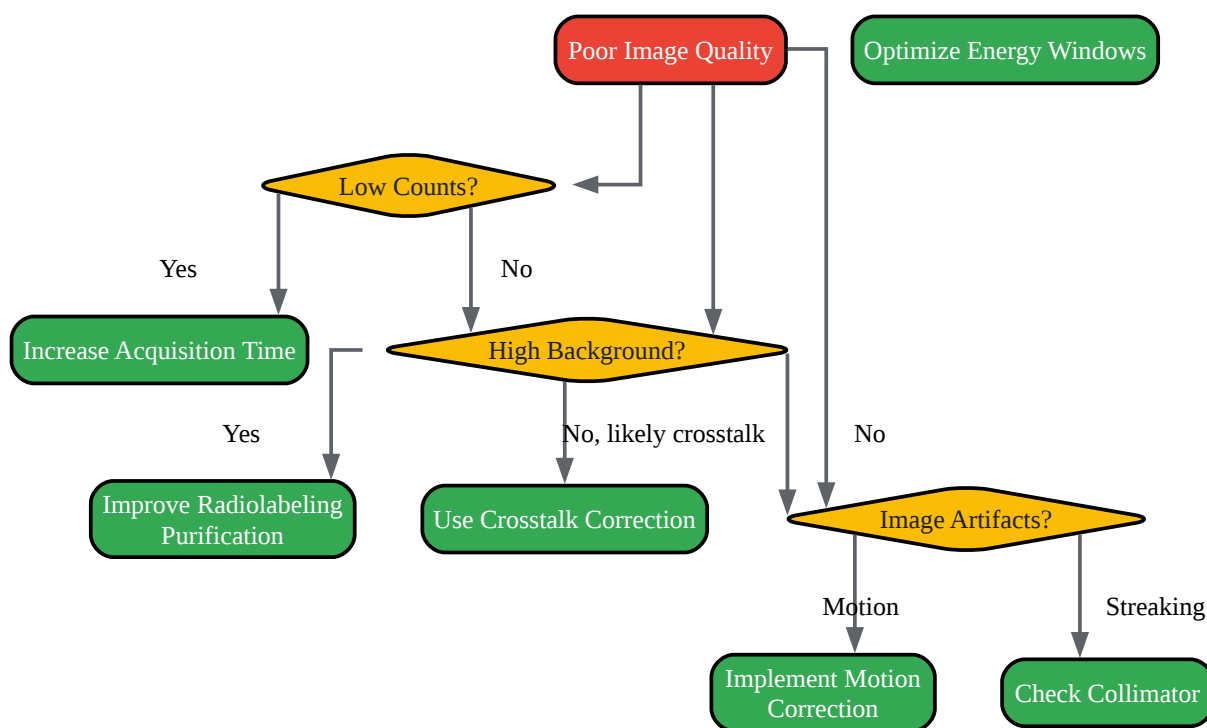 Poor Image Quality
Optimize Energy Windows
Low Counts?
Yes
No
Increase Acquisition Time
High Background?
Yes
No, likely crosstalk
No
Improve Radiolabeling
Purification
Use Crosstalk Correction
Image Artifacts?
Motion
Streaking
Implement Motion
Correction
Check Collimator